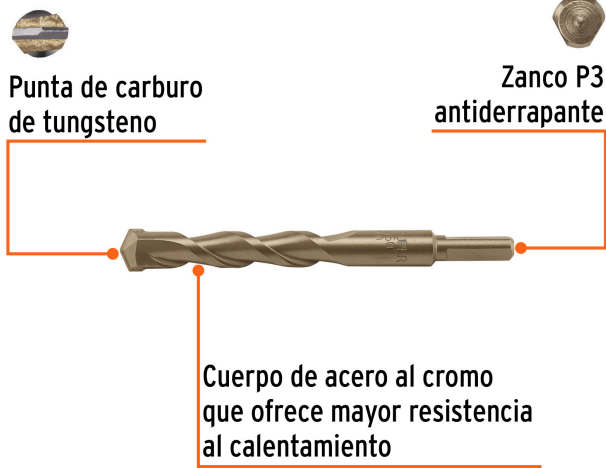 Punta de carburo
de tungsteno
Zanco P3
antiderrapante
Cuerpo de acero al cromo
que ofrece mayor resistencia
al calentamiento